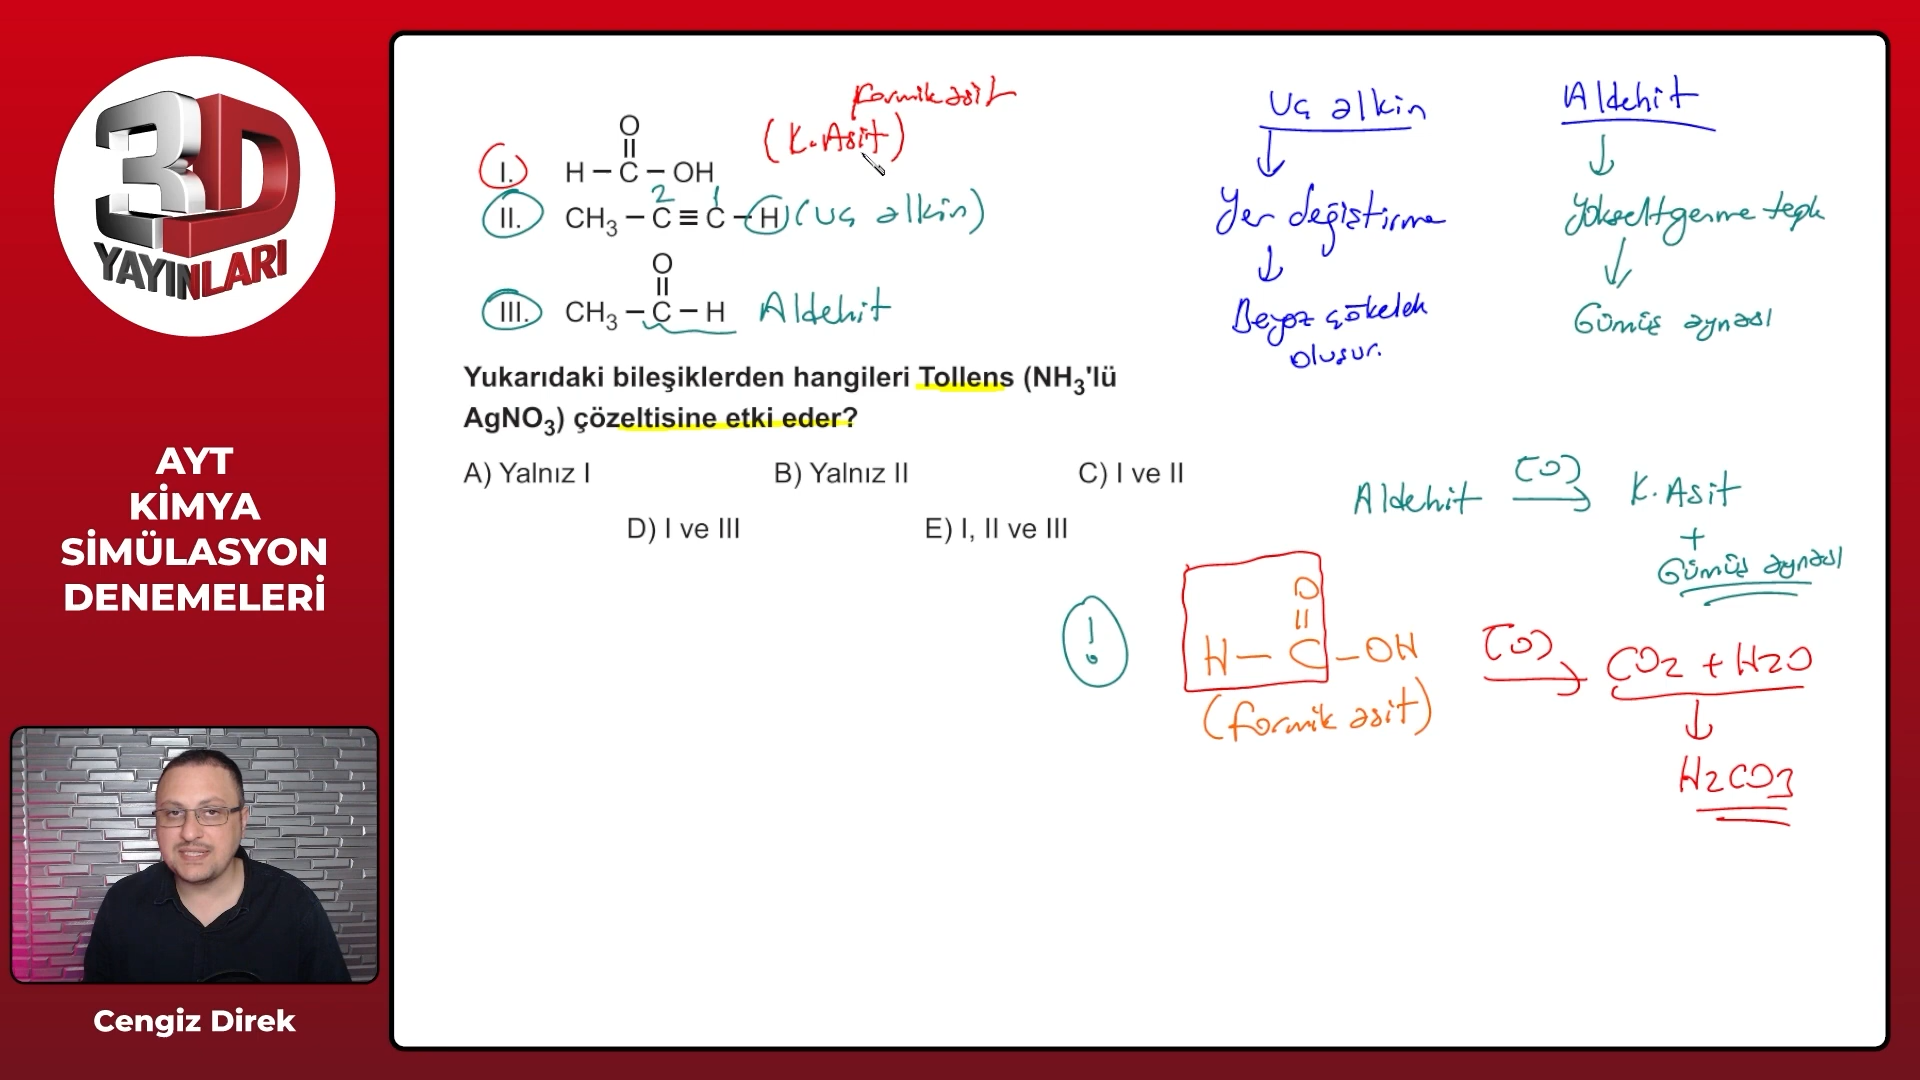 3D
YAYINLARI
AYT
KİMYA
SİMÜLASYON
DENEMELERİ
Cengiz Direk
formik asit
(K. Asit)
O
I. H – C – OH
2 1
II. CH₃ – C ≡ C – H (uç alkin)
O
III. CH₃ – C – H Aldehit
Yukarıdaki bileşiklerden hangileri Tollens (NH₃'lü
AgNO₃) çözeltisine etki eder?
A) Yalnız I B) Yalnız II C) I ve II
D) I ve III E) I, II ve III
Uç alkin
↓
Yer değiştirme
↓
Beyaz çökelek
oluşur.
Aldehit
↓
Yükseltgenme tepk
↓
Gümüş aynası
Aldehit [O] → K. Asit
+
Gümüş aynası
!
O
H – C – OH [O] → CO2 + H2O
(formik asit)
↓
H2CO3